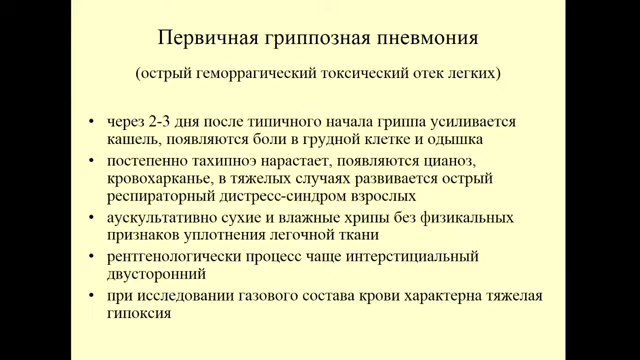 Первичная гриппозная пневмония
(острый геморрагический токсический отек легких)
• через 2-3 дня после типичного начала гриппа усиливается
кашель, появляются боли в грудной клетке и одышка
• постепенно тахипноэ нарастает, появляются цианоз,
кровохарканье, в тяжелых случаях развивается острый
респираторный дистресс-синдром взрослых
• аускультативно сухие и влажные хрипы без физикальных
признаков уплотнения легочной ткани
• рентгенологически процесс чаще интерстициальный
двусторонний
• при исследовании газового состава крови характерна тяжелая
гипоксия